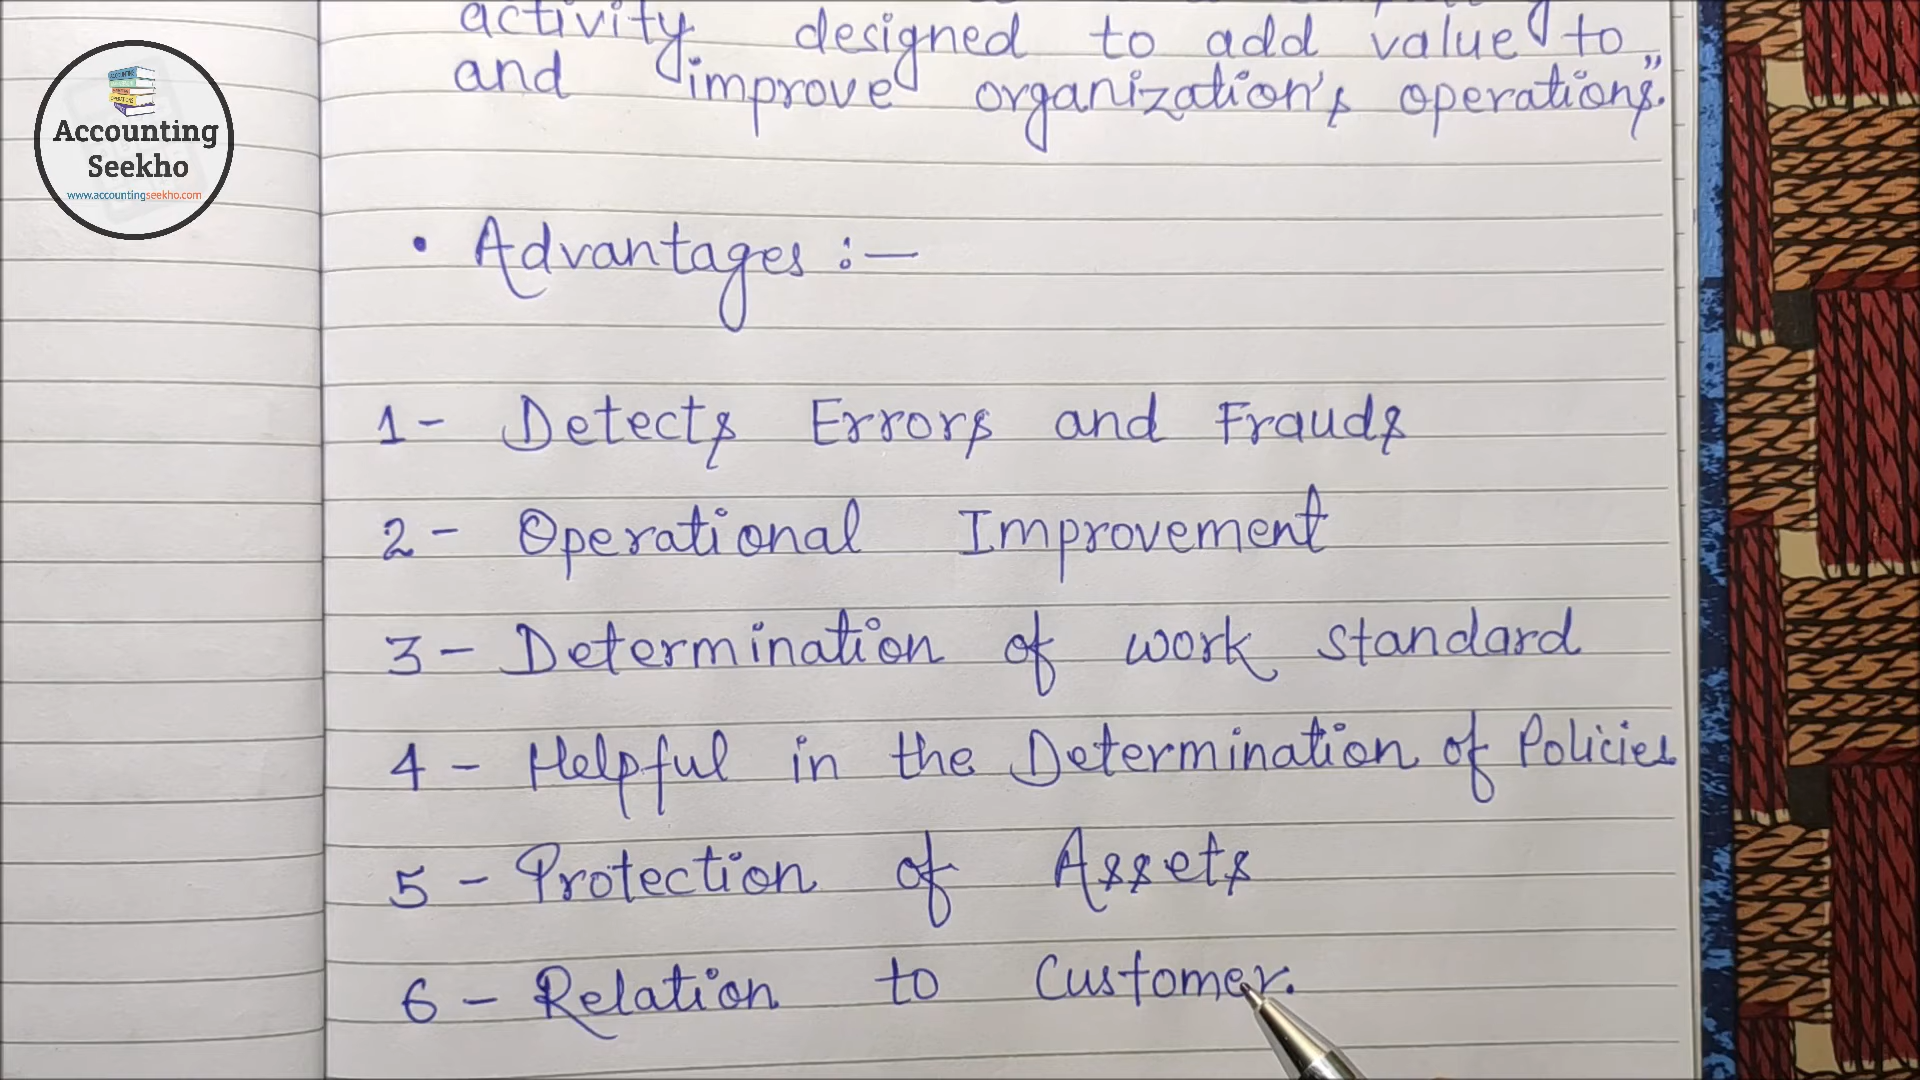 activity designed to add value to
and improve organization's operations."
ACCOUNTING
OPERATIONS
Accounting
Seekho
www.accountingseekho.com
• Advantages :—
1- Detects Errors and Frauds
2- Operational Improvement
3- Determination of work standard
4- Helpful in the Determination of Policies
5- Protection of Assets
6- Relation to Customer.